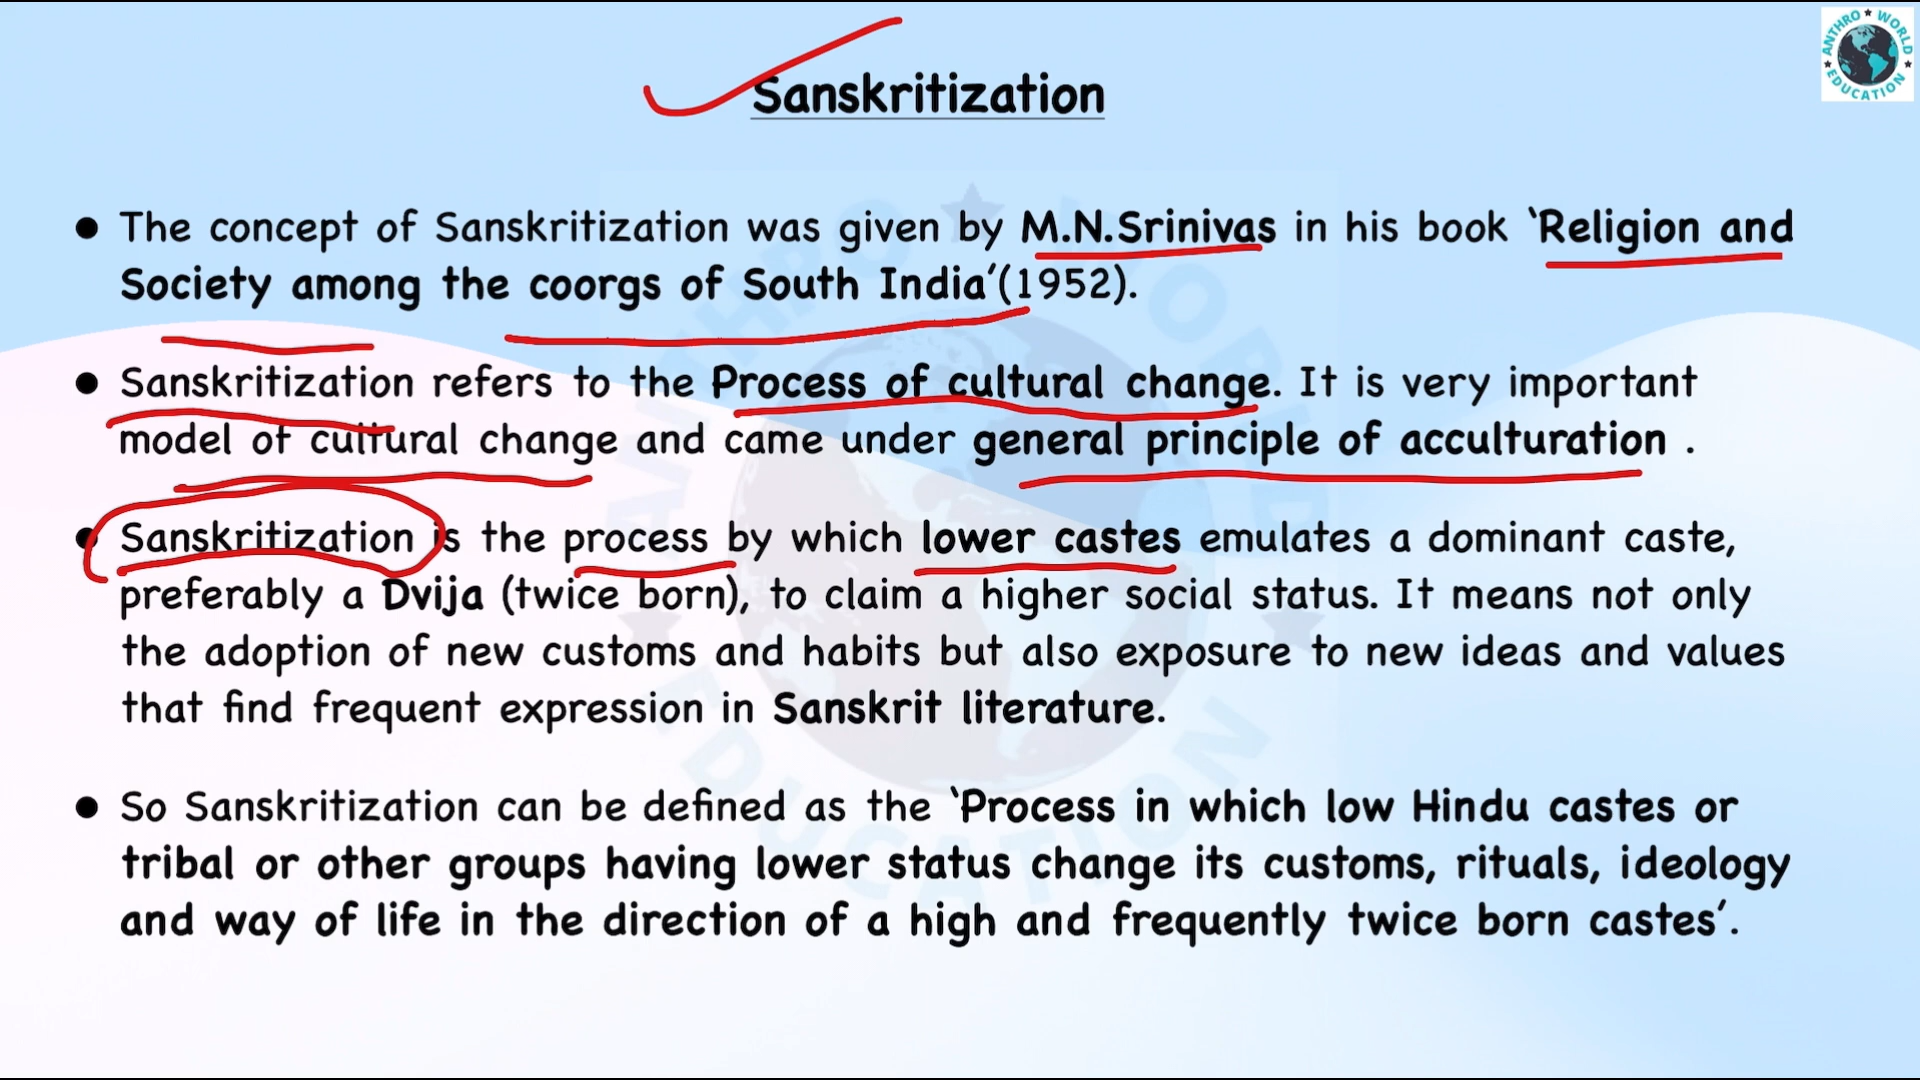 Sanskritization
ANTHRO WORLD
EDUCATION
● The concept of Sanskritization was given by M.N.Srinivas in his book ‘Religion and
Society among the coorgs of South India’(1952).
● Sanskritization refers to the Process of cultural change. It is very important
model of cultural change and came under general principle of acculturation .
● Sanskritization is the process by which lower castes emulates a dominant caste,
preferably a Dvija (twice born), to claim a higher social status. It means not only
the adoption of new customs and habits but also exposure to new ideas and values
that find frequent expression in Sanskrit literature.
● So Sanskritization can be defined as the ‘Process in which low Hindu castes or
tribal or other groups having lower status change its customs, rituals, ideology
and way of life in the direction of a high and frequently twice born castes’.
ANTHRO WORLD
EDUCATION